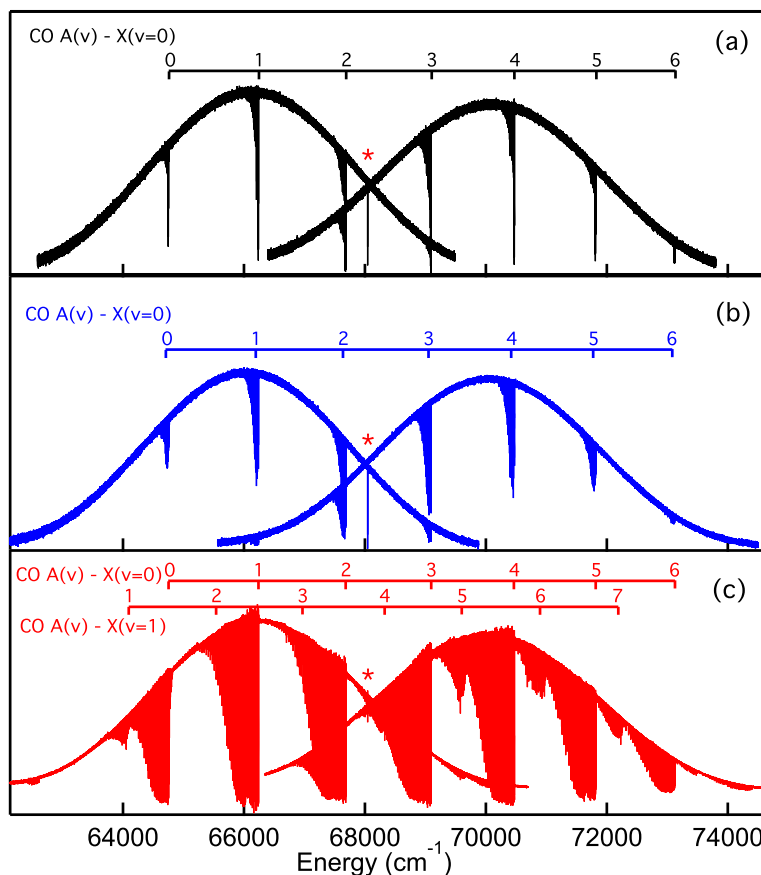 CO A(v) - X(v=0)
(a)
0 1 2 3 4 5 6
*
CO A(v) - X(v=0)
(b)
0 1 2 3 4 5 6
*
CO A(v) - X(v=0)
0 1 2 3 4 5 6
(c)
1 2 3 4 5 6 7
CO A(v) - X(v=1)
*
64000 66000 68000 70000 72000 74000
Energy (cm⁻¹)